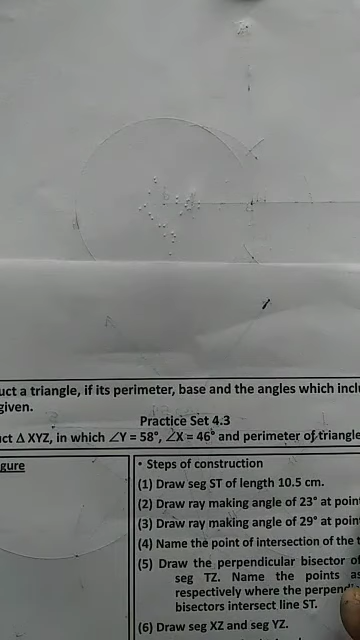 uct a triangle, if its perimeter, base and the angles which inclu
given.
Practice Set 4.3
uct Δ XYZ, in which ∠Y = 58°, ∠X = 46° and perimeter of triangle
gure
• Steps of construction
(1) Draw seg ST of length 10.5 cm.
(2) Draw ray making angle of 23° at poin
(3) Draw ray making angle of 29° at poin
(4) Name the point of intersection of the t
(5) Draw the perpendicular bisector of
seg TZ. Name the points as
respectively where the perpendic
bisectors intersect line ST.
(6) Draw seg XZ and seg YZ.